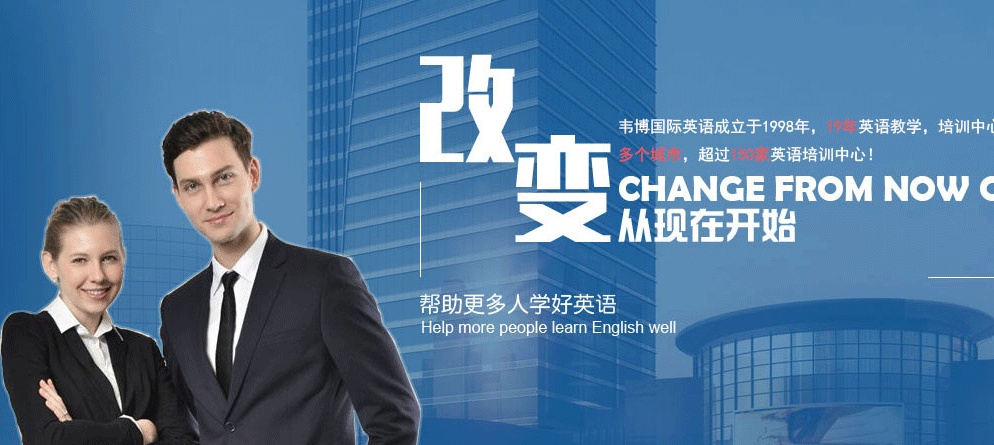 改变
韦博国际英语成立于1998年，19年英语教学，培训中心
多个城市，超过150家英语培训中心！
CHANGE FROM NOW
从现在开始
帮助更多人学好英语
Help more people learn English well